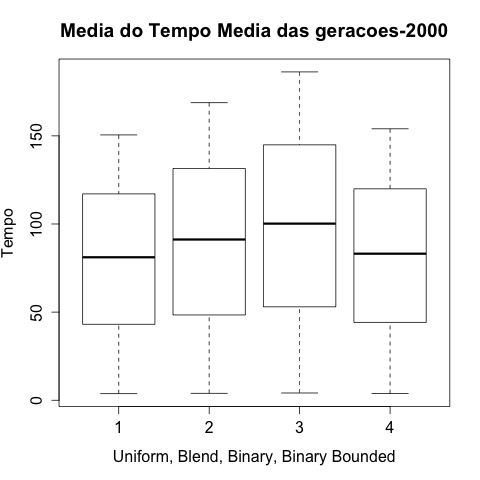 Media do Tempo Media das geracoes-2000
Tempo
150
100
50
0
1 2 3 4
Uniform, Blend, Binary, Binary Bounded